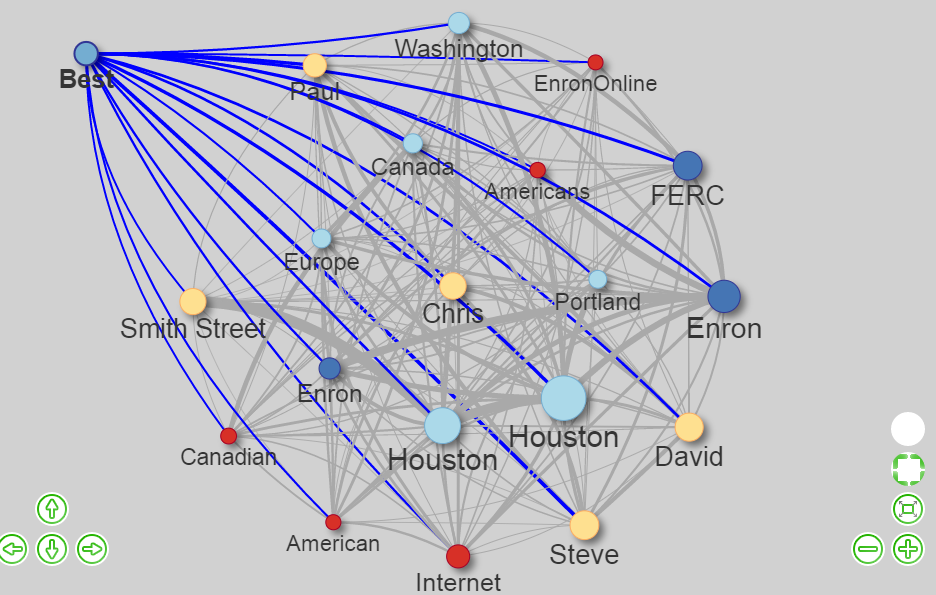 Washington
Best
EnronOnline
Paul
Canada
Americans
FERC
Europe
Chris
Portland
Smith Street
Enron
Enron
Houston
Houston
Canadian
David
American
Steve
Internet